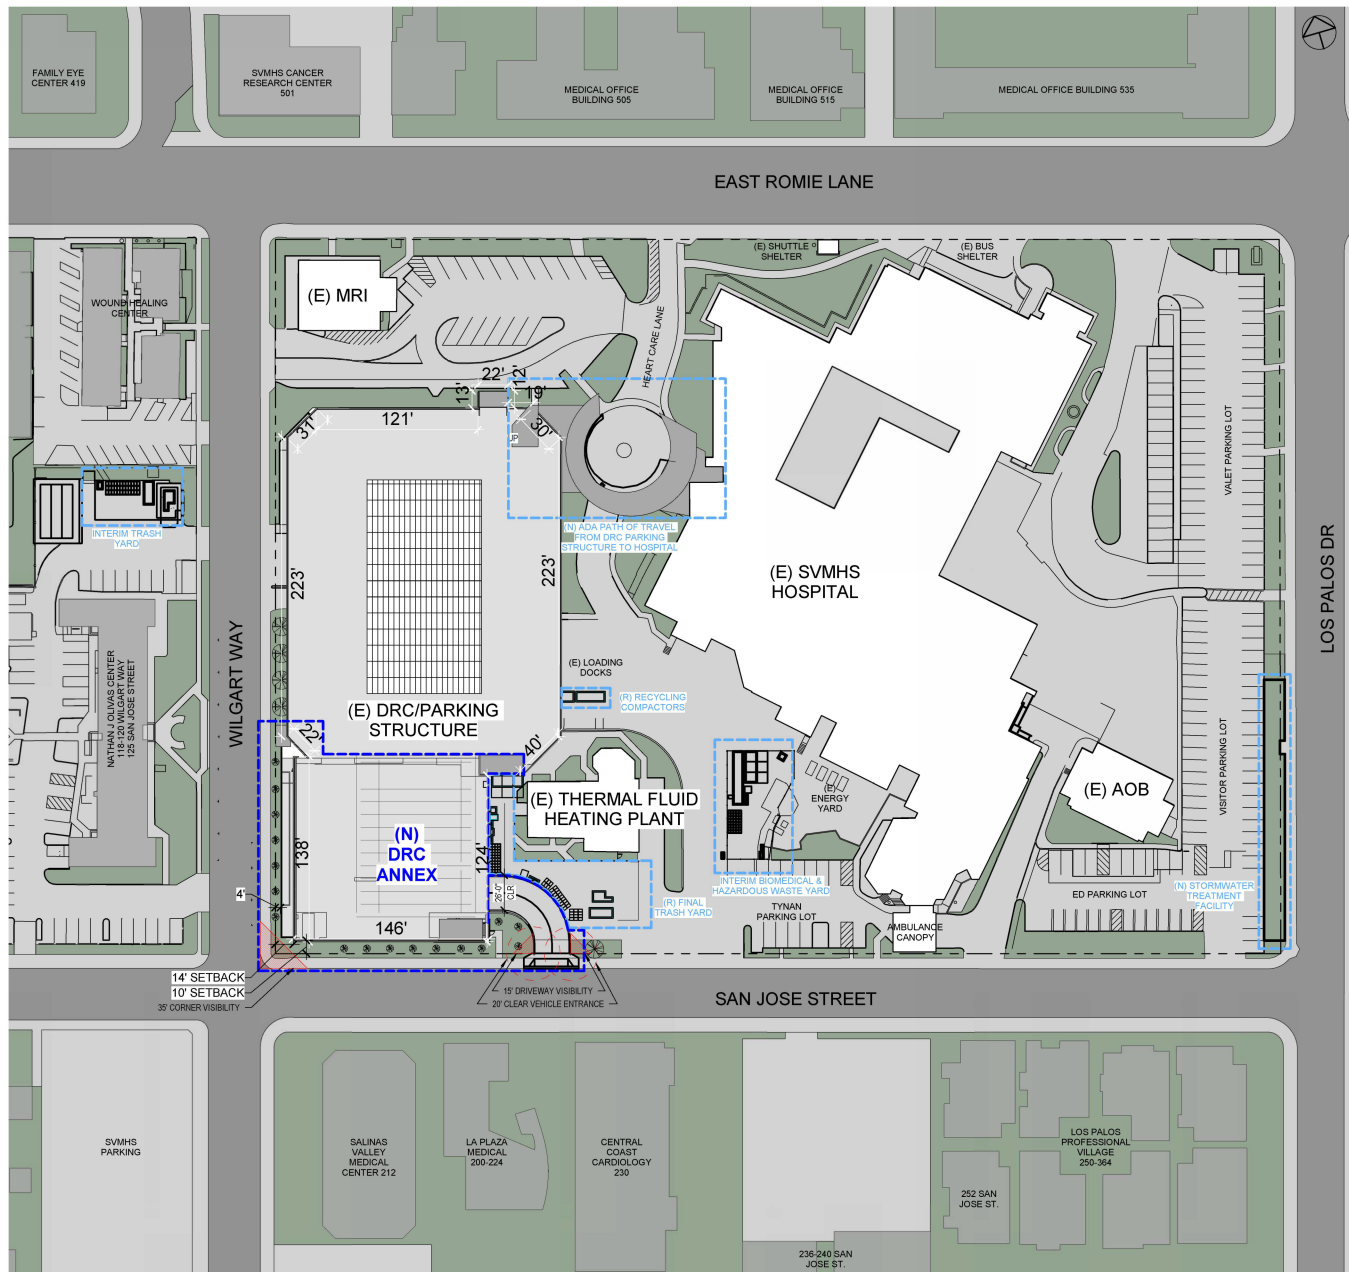 FAMILY EYE
CENTER 419
SVMHS CANCER
RESEARCH CENTER
501
MEDICAL OFFICE
BUILDING 505
MEDICAL OFFICE
BUILDING 515
MEDICAL OFFICE BUILDING 535
EAST ROMIE LANE
(E) SHUTTLE
SHELTER
(E) BUS
SHELTER
WOUND HEALING
CENTER
(E) MRI
HEART CARE LANE
22'
12'
13'
19'
31'
121'
30'
UP
VALET PARKING LOT
INTERIM TRASH
YARD
(N) ADA PATH OF TRAVEL
FROM DRC PARKING
STRUCTURE TO HOSPITAL
223'
223'
(E) SVMHS
HOSPITAL
LOS PALOS DR
WILGART WAY
NATHAN J OLIVAS CENTER
118-120 WILGART WAY
125 SAN JOSE STREET
(E) LOADING
DOCKS
(R) RECYCLING
COMPACTORS
(E) DRC/PARKING
STRUCTURE
22'
40'
(E) THERMAL FLUID
HEATING PLANT
(E)
ENERGY
YARD
(E) AOB
VISITOR PARKING LOT
(N)
DRC
ANNEX
138'
124'
26'-0"
CLR
146'
4'
INTERIM BIOMEDICAL &
HAZARDOUS WASTE YARD
(R) FINAL
TRASH YARD
TYNAN
PARKING LOT
AMBULANCE
CANOPY
ED PARKING LOT
(N) STORMWATER
TREATMENT
FACILITY
14' SETBACK
10' SETBACK
35' CORNER VISIBILITY
15' DRIVEWAY VISIBILITY
20' CLEAR VEHICLE ENTRANCE
SAN JOSE STREET
SVMHS
PARKING
SALINAS
VALLEY
MEDICAL
CENTER 212
LA PLAZA
MEDICAL
200-224
CENTRAL
COAST
CARDIOLOGY
230
LOS PALOS
PROFESSIONAL
VILLAGE
250-364
252 SAN
JOSE ST.
236-240 SAN
JOSE ST.